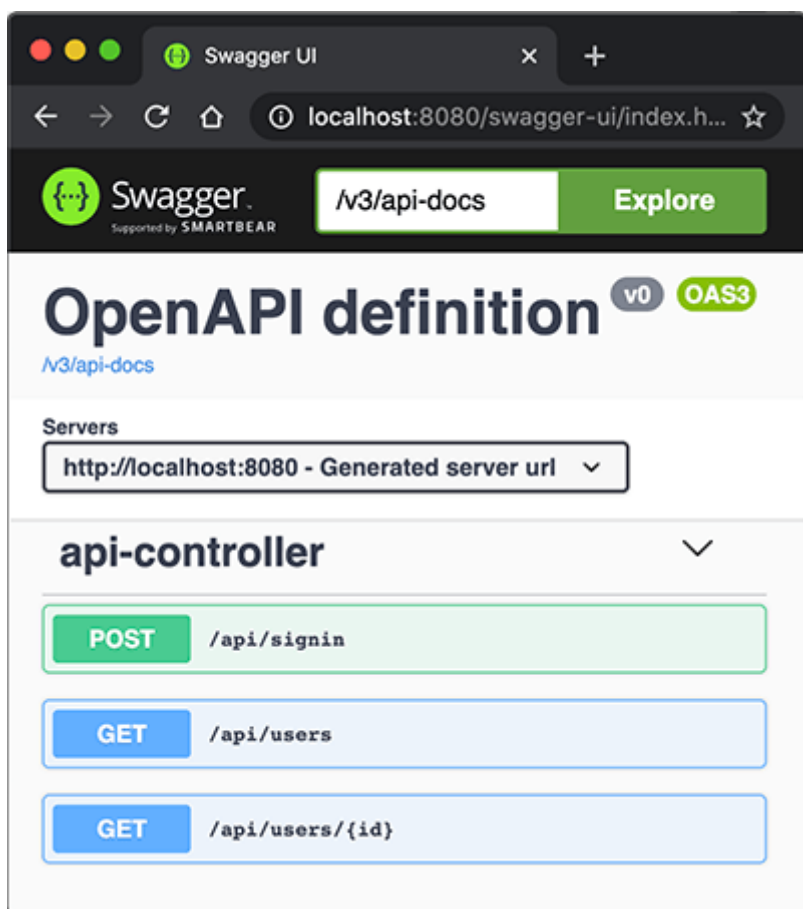 Swagger UI
localhost:8080/swagger-ui/index.h...
Swagger.
Supported by SMARTBEAR
/v3/api-docs
Explore
OpenAPI definition v0 OAS3
/v3/api-docs
Servers
http://localhost:8080 - Generated server url
api-controller
POST /api/signin
GET /api/users
GET /api/users/{id}